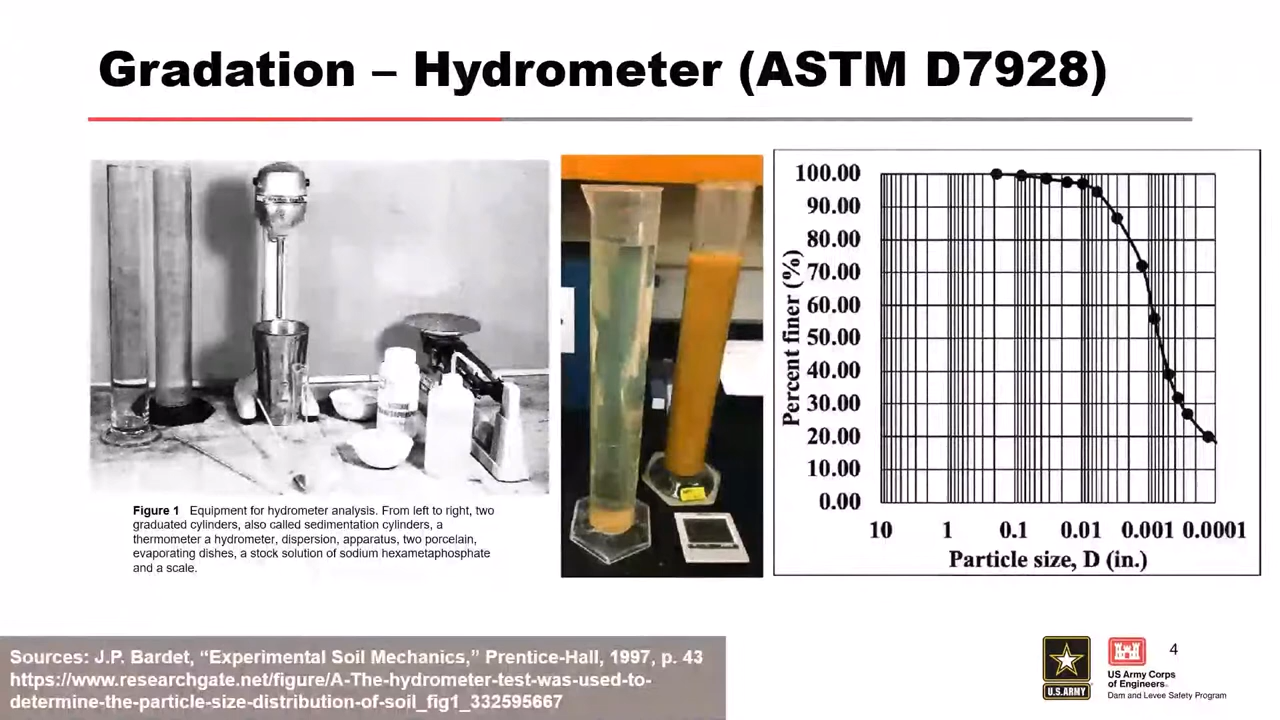 Gradation – Hydrometer (ASTM D7928)
Figure 1 Equipment for hydrometer analysis. From left to right, two
graduated cylinders, also called sedimentation cylinders, a
thermometer a hydrometer, dispersion, apparatus, two porcelain,
evaporating dishes, a stock solution of sodium hexametaphosphate
and a scale.
Percent finer (%)
100.00
90.00
80.00
70.00
60.00
50.00
40.00
30.00
20.00
10.00
0.00
10 1 0.1 0.01 0.001 0.0001
Particle size, D (in.)
Sources: J.P. Bardet, “Experimental Soil Mechanics,” Prentice-Hall, 1997, p. 43
https://www.researchgate.net/figure/A-The-hydrometer-test-was-used-to-
determine-the-particle-size-distribution-of-soil_fig1_332595667
U.S.ARMY
US Army Corps
of Engineers
Dam and Levee Safety Program
4